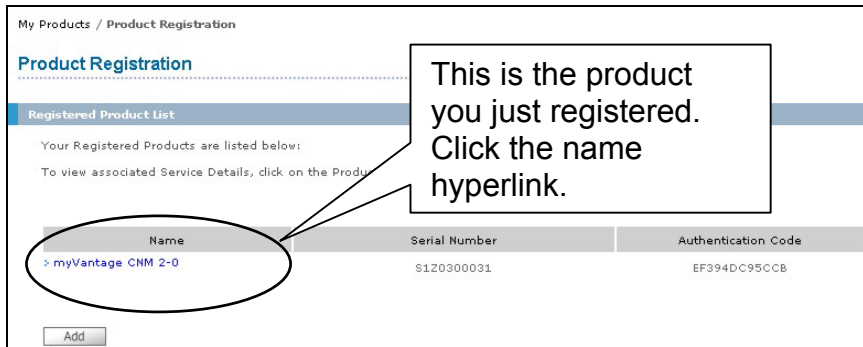 My Products / Product Registration
Product Registration
This is the product
you just registered.
Click the name
hyperlink.
Registered Product List
Your Registered Products are listed below:
To view associated Service Details, click on the
Name Serial Number Authentication Code
> myVantage CNM 2-0 S1Z0300031 EF394DC95CCB
Add